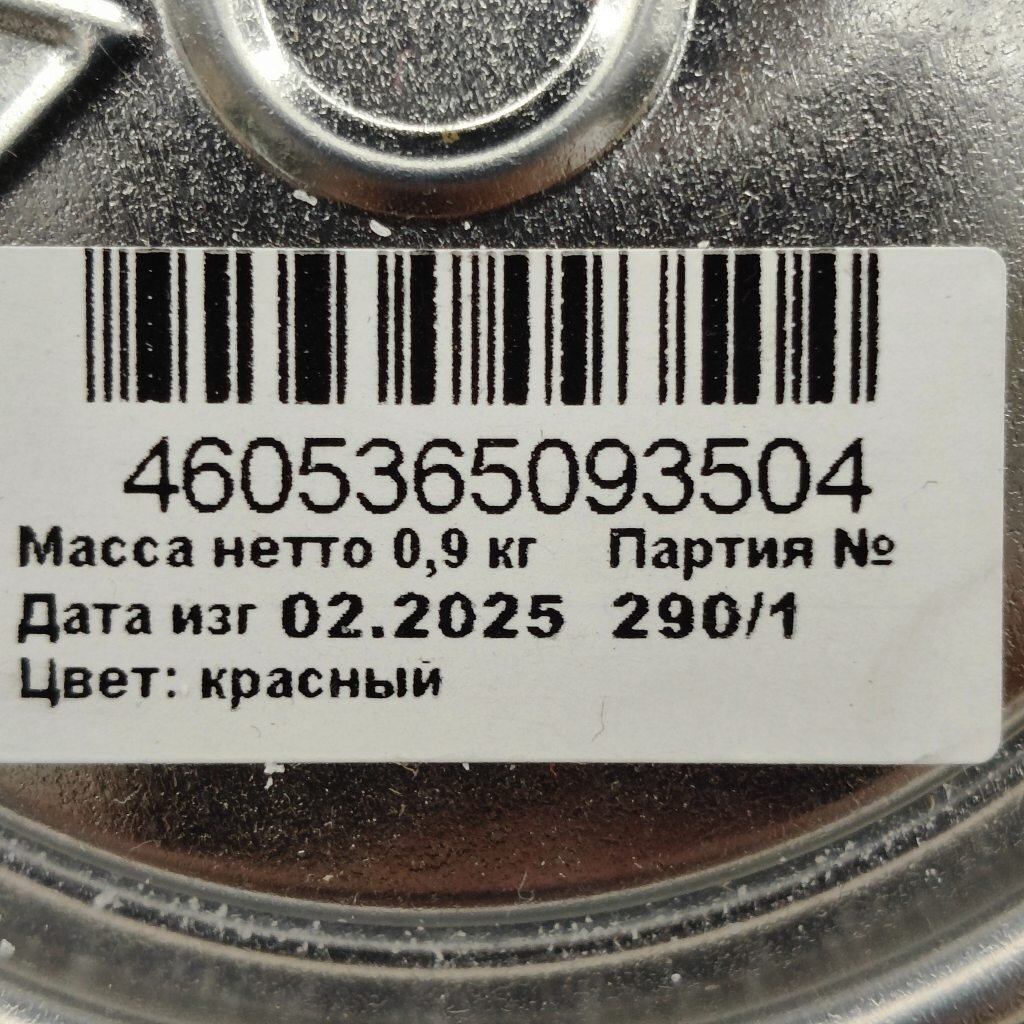 4605365093504
Масса нетто 0,9 кг Партия №
Дата изг 02.2025 290/1
Цвет: красный